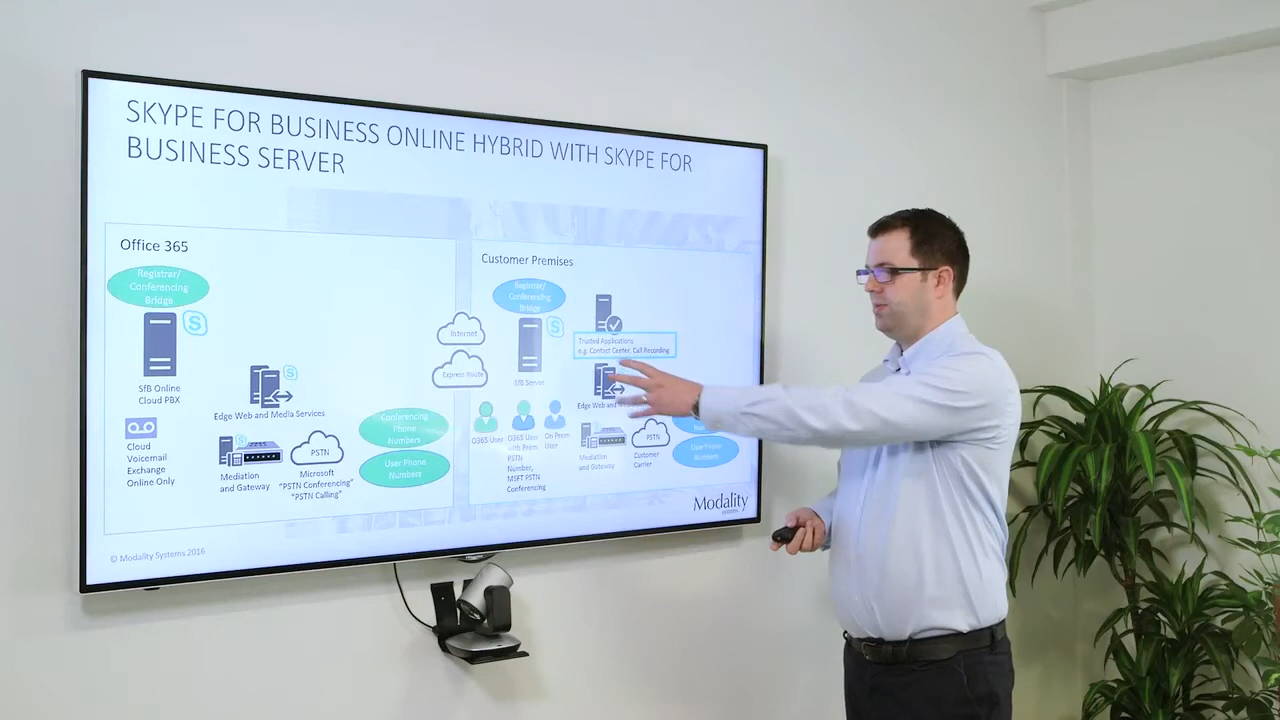 SKYPE FOR BUSINESS ONLINE HYBRID WITH SKYPE FOR
BUSINESS SERVER
Office 365
Registrar/
Conferencing
Bridge
S
SfB Online
Cloud PBX
Edge Web and Media Services
S
Cloud
Voicemail
Exchange
Online Only
Mediation
and Gateway
PSTN
Microsoft
"PSTN Conferencing"
"PSTN Calling"
Conferencing
Phone
Numbers
User Phone
Numbers
Internet
Express Route
Customer Premises
Registrar/
Conferencing
Bridge
S
SfB Server
Trusted Applications
e.g. Contact Center, Call Recording
Edge Web and
O365 User
O365 User
with Prem
PSTN
Number,
MSFT PSTN
Conferencing
On Prem
User
Mediation
and Gateway
PSTN
Customer
Carrier
User Phone
Numbers
Modality
systems
© Modality Systems 2016